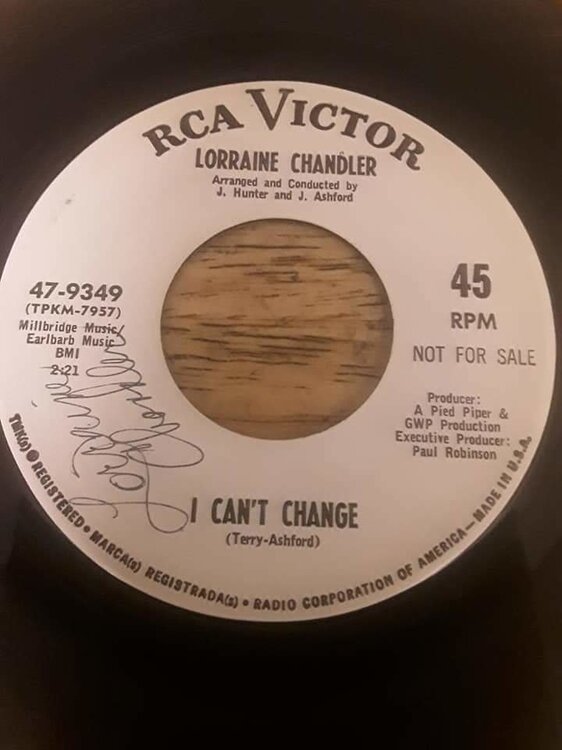 RCA VICTOR
LORRAINE CHANDLER
Arranged and Conducted by
J. Hunter and J. Ashford
47-9349
(TPKM-7957)
Millbridge Music/
Earlbarb Music
BMI
2:21
45
RPM
NOT FOR SALE
Producer:
A Pied Piper &
GWP Production
Executive Producer:
Paul Robinson
I CAN'T CHANGE
(Terry-Ashford)
TMK(s) ® REGISTERED • MARCA(s) REGISTRADA(s) • RADIO CORPORATION OF AMERICA—MADE IN U.S.A.